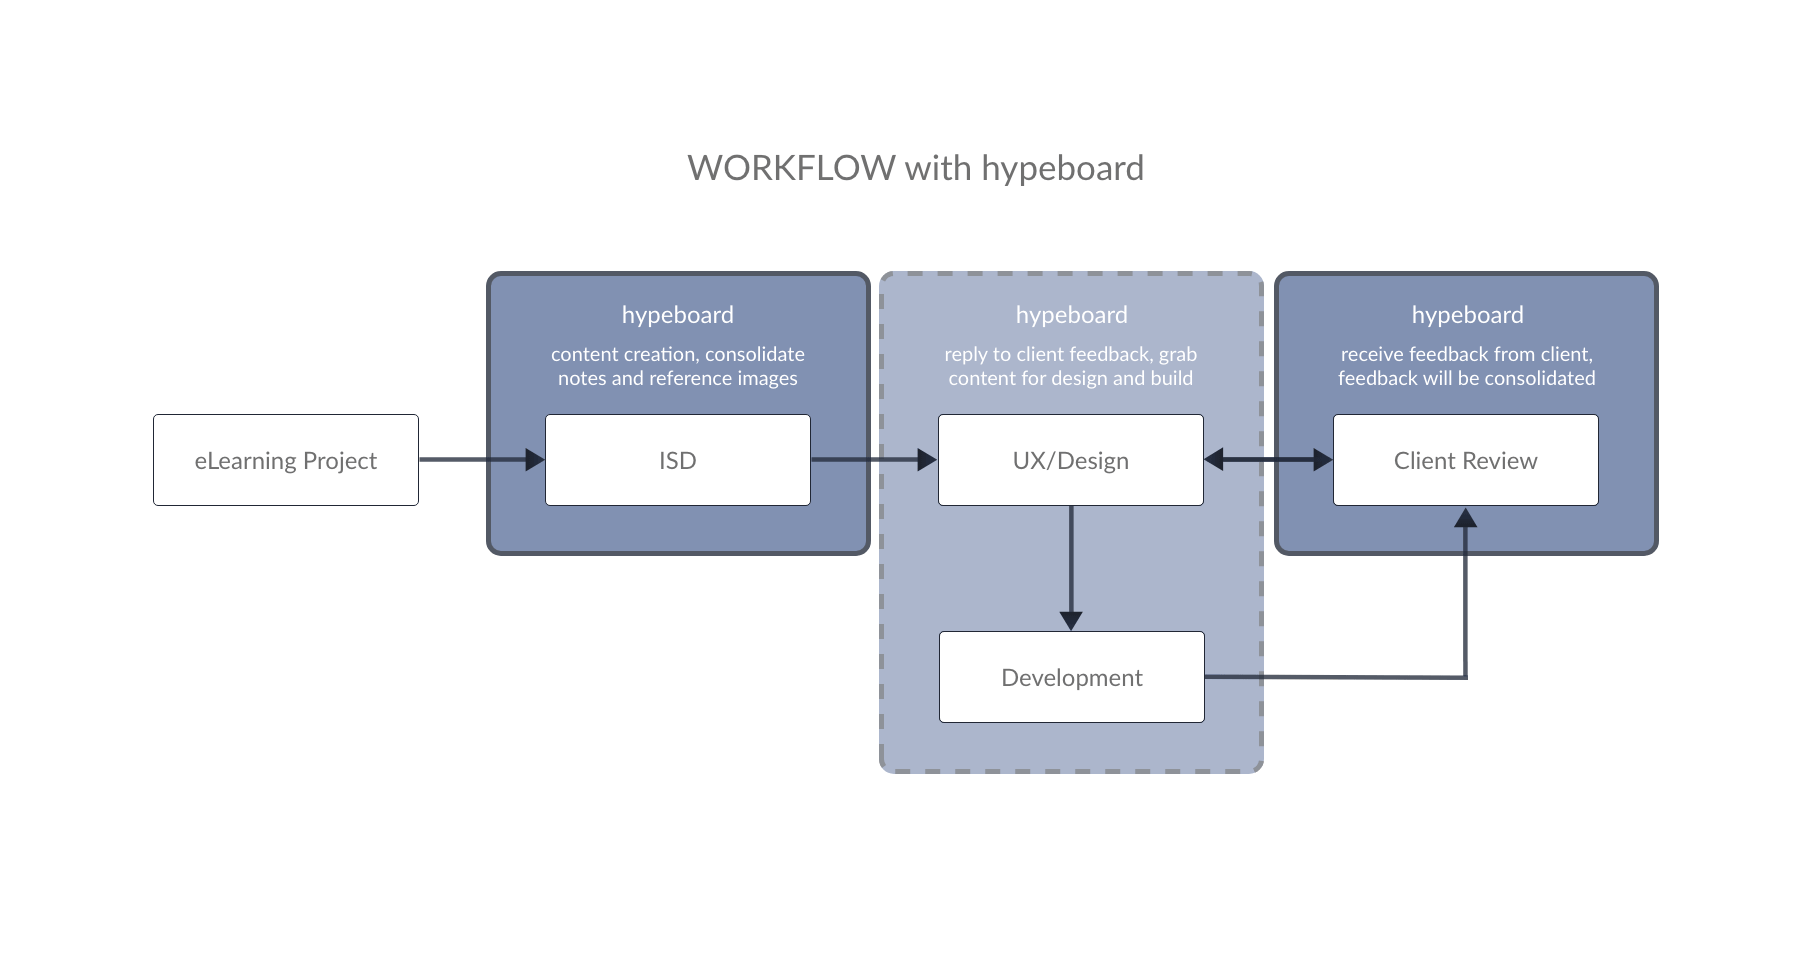 WORKFLOW with hypeboard
hypeboard
content creation, consolidate
notes and reference images
hypeboard
reply to client feedback, grab
content for design and build
hypeboard
receive feedback from client,
feedback will be consolidated
eLearning Project
ISD
UX/Design
Client Review
Development